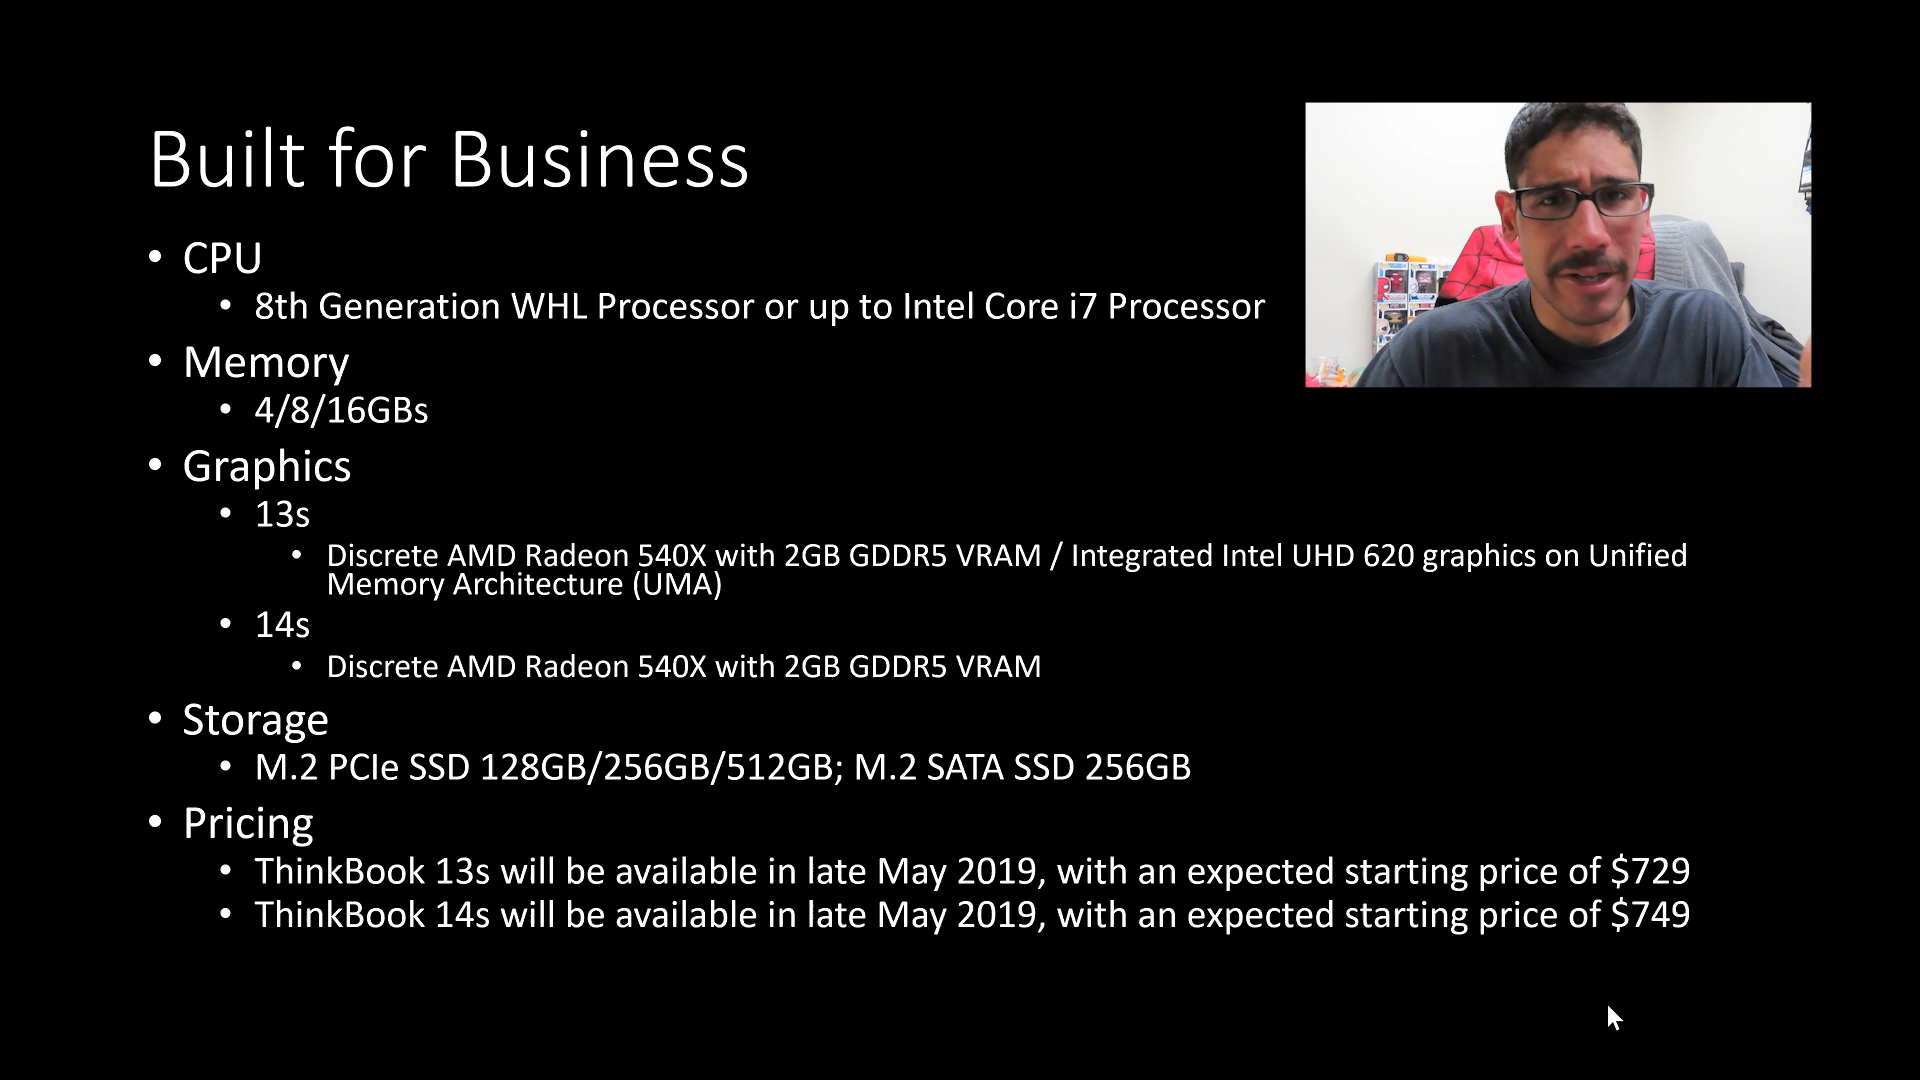 Built for Business
• CPU
• 8th Generation WHL Processor or up to Intel Core i7 Processor
• Memory
• 4/8/16GBs
• Graphics
• 13s
• Discrete AMD Radeon 540X with 2GB GDDR5 VRAM / Integrated Intel UHD 620 graphics on Unified
Memory Architecture (UMA)
• 14s
• Discrete AMD Radeon 540X with 2GB GDDR5 VRAM
• Storage
• M.2 PCIe SSD 128GB/256GB/512GB; M.2 SATA SSD 256GB
• Pricing
• ThinkBook 13s will be available in late May 2019, with an expected starting price of $729
• ThinkBook 14s will be available in late May 2019, with an expected starting price of $749